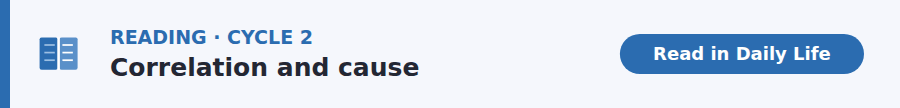 READING · CYCLE 2
Correlation and cause
Read in Daily Life